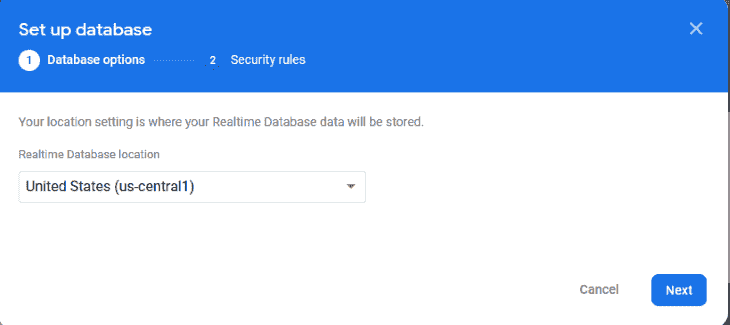 Set up database
1 Database options 2 Security rules
Your location setting is where your Realtime Database data will be stored.
Realtime Database location
United States (us-central1)
Cancel Next